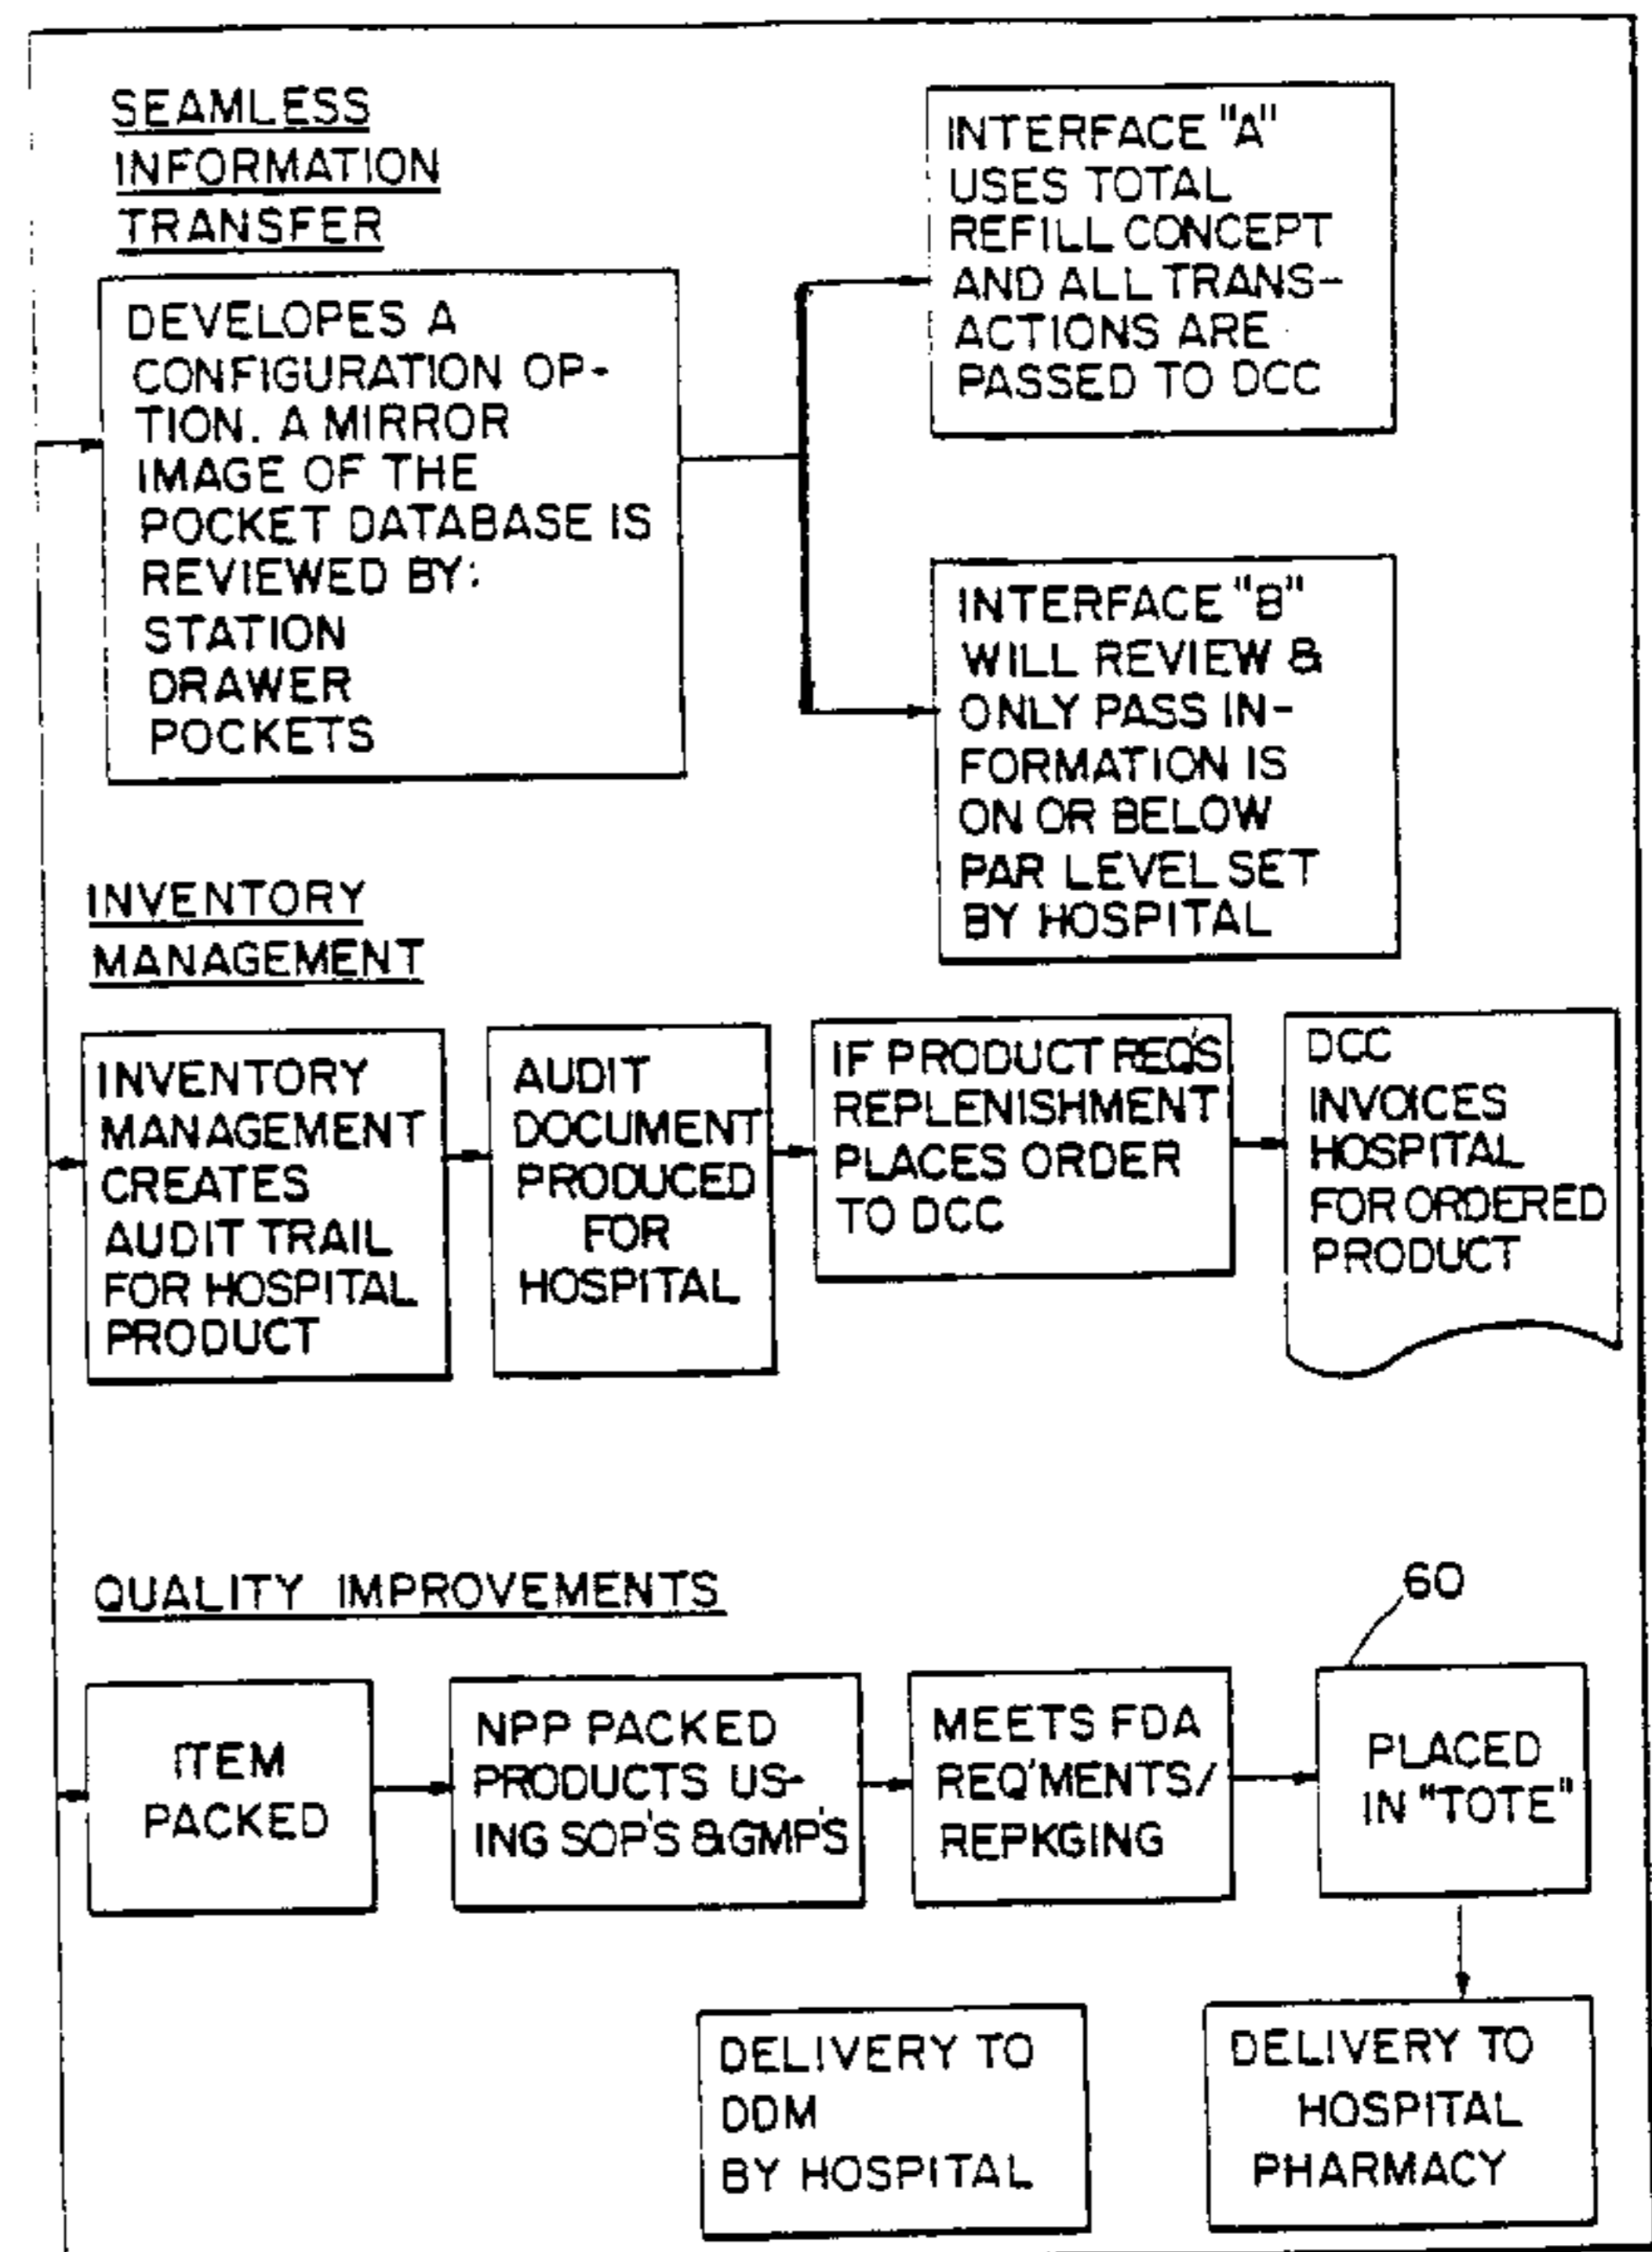 SEAMLESS
INFORMATION
TRANSFER
DEVELOPES A
CONFIGURATION OP-
TION. A MIRROR
IMAGE OF THE
POCKET DATABASE IS
REVIEWED BY:
STATION
DRAWER
POCKETS
INTERFACE "A"
USES TOTAL
REFILL CONCEPT
AND ALL TRANS-
ACTIONS ARE
PASSED TO DCC
INTERFACE "B"
WILL REVIEW &
ONLY PASS IN-
FORMATION IS
ON OR BELOW
PAR LEVEL SET
BY HOSPITAL
INVENTORY
MANAGEMENT
INVENTORY
MANAGEMENT
CREATES
AUDIT TRAIL
FOR HOSPITAL
PRODUCT
AUDIT
DOCUMENT
PRODUCED
FOR
HOSPITAL
IF PRODUCT REQ'S
REPLENISHMENT
PLACES ORDER
TO DCC
DCC
INVOICES
HOSPITAL
FOR ORDERED
PRODUCT
QUALITY IMPROVEMENTS
60
ITEM
PACKED
NPP PACKED
PRODUCTS US-
ING SOP'S & GMP'S
MEETS FDA
REQ'MENTS/
REPKGING
PLACED
IN "TOTE"
DELIVERY TO
DDM
BY HOSPITAL
DELIVERY TO
HOSPITAL
PHARMACY